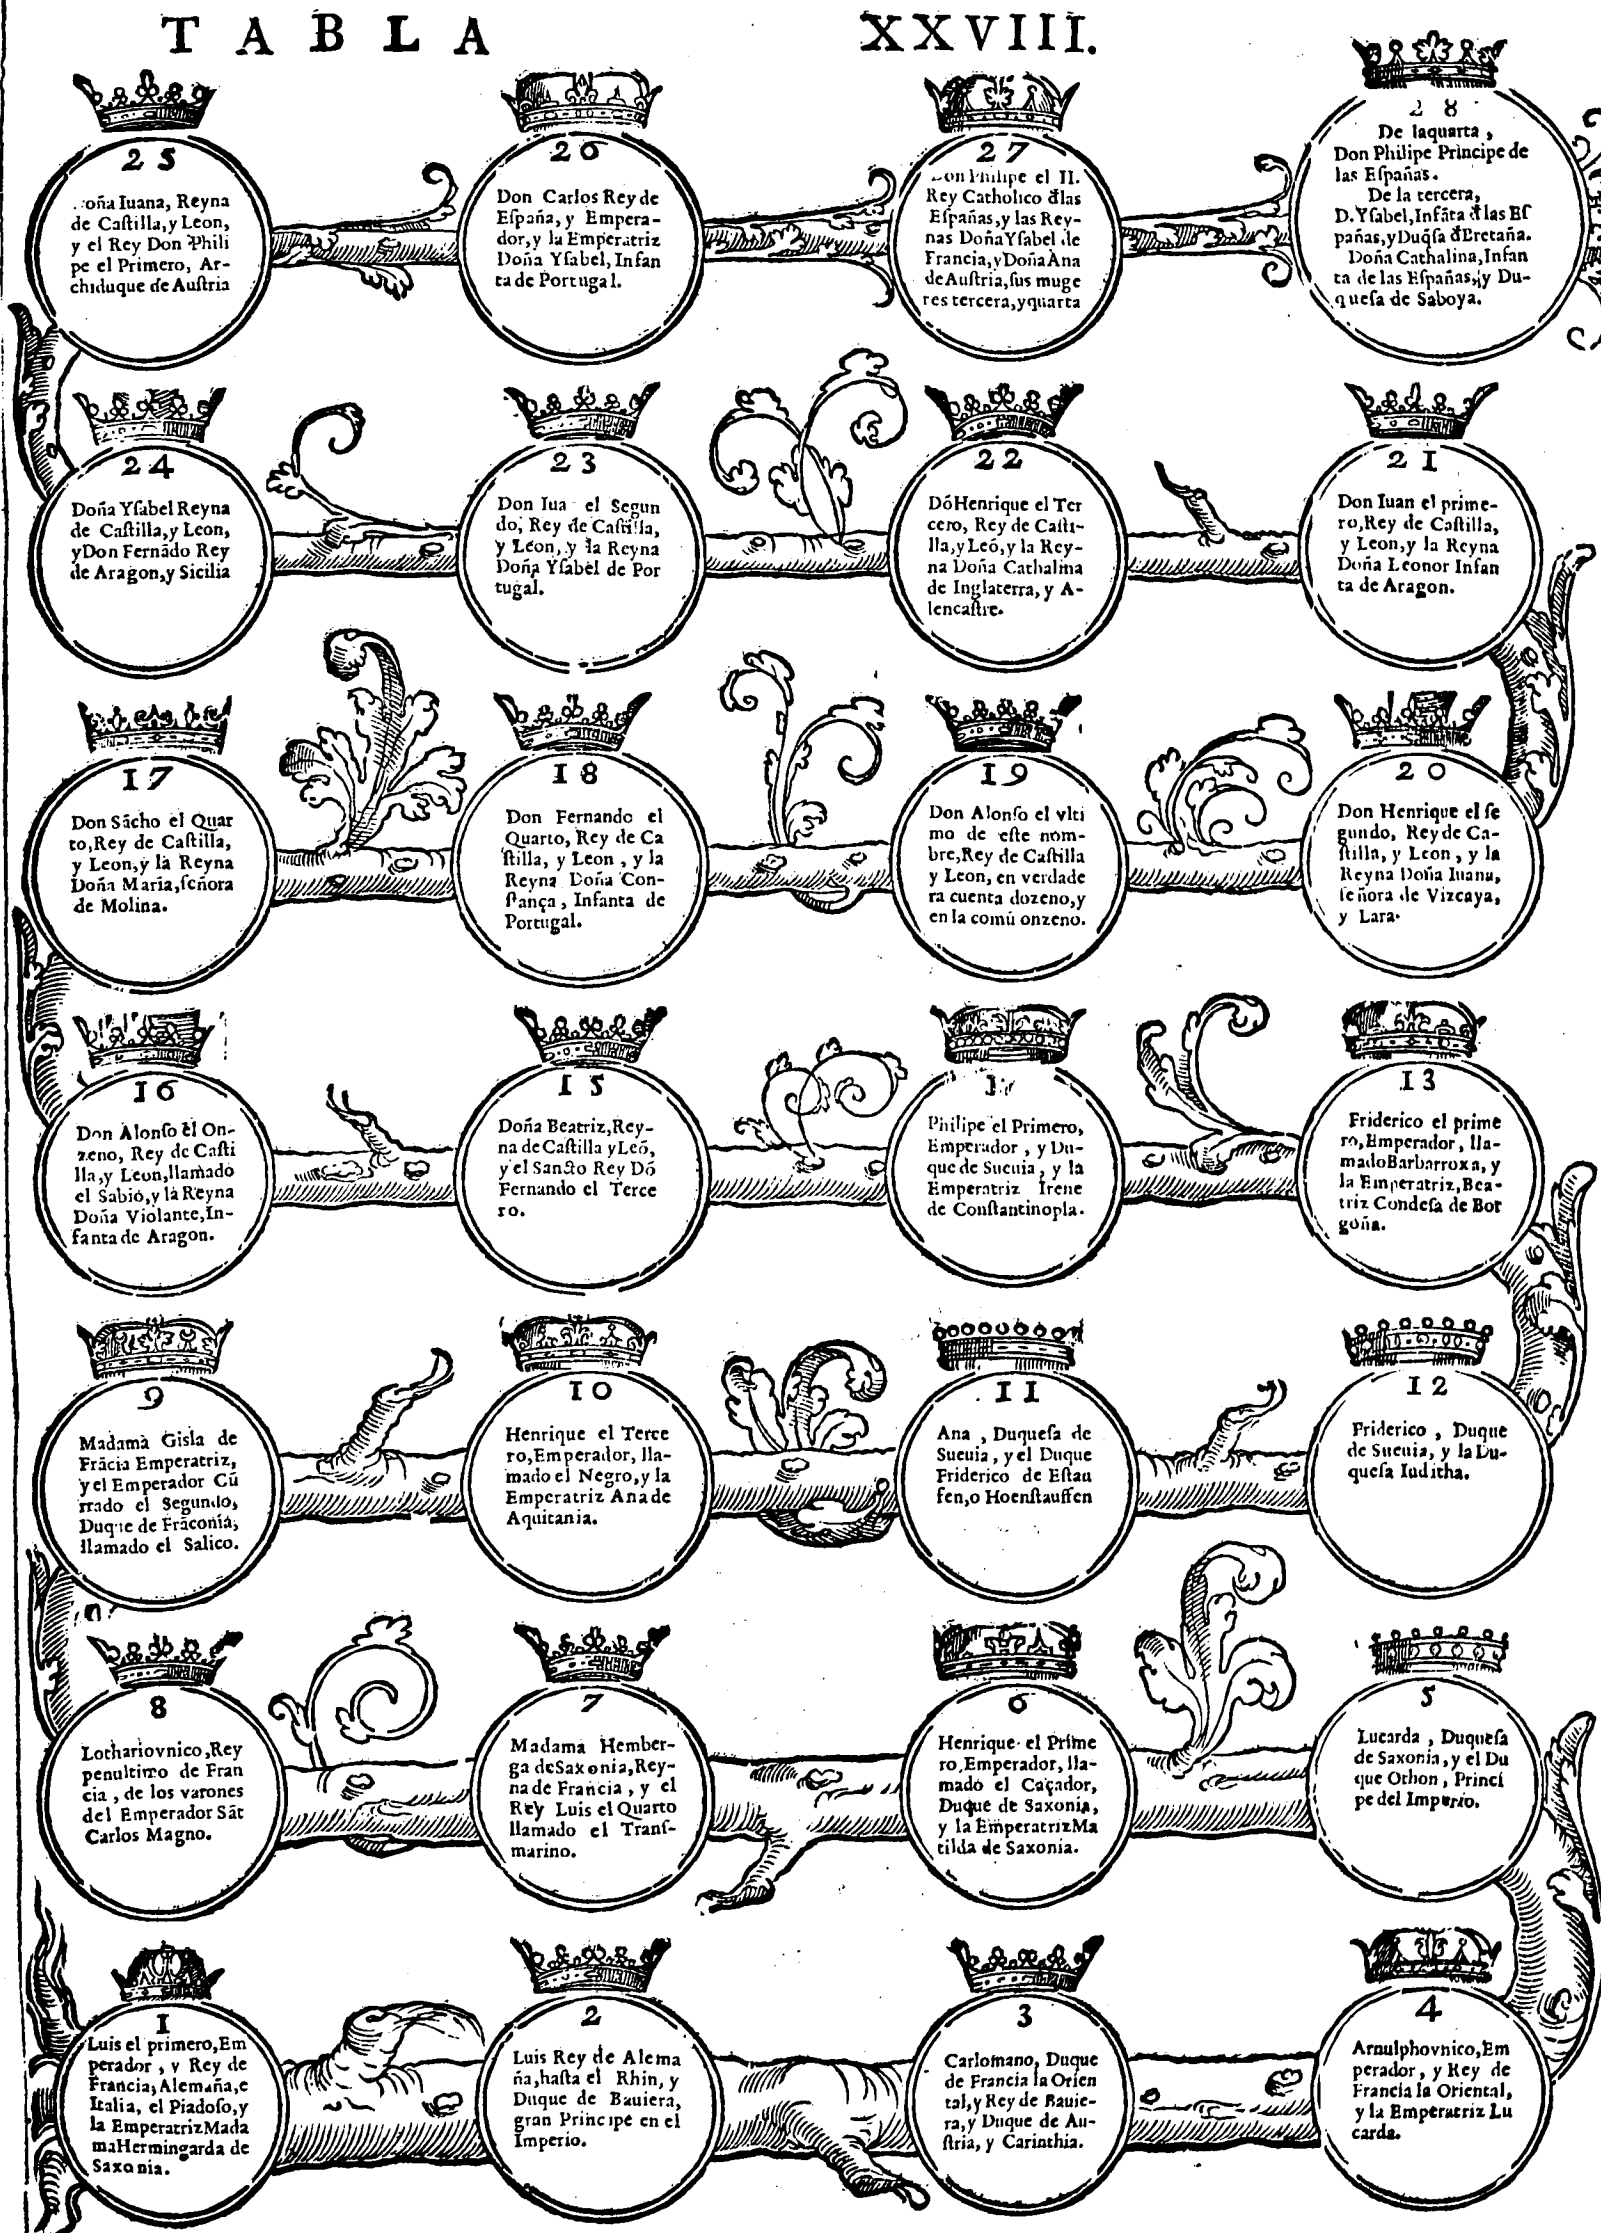 TABLA XXVIII.
25
Doña Iuana, Reyna
de Caſtilla, y Leon,
y el Rey Don Phili
pe el Primero, Ar-
chiduque de Auſtria
26
Don Carlos Rey de
Eſpaña, y Empera-
dor, y la Emperatriz
Doña Yſabel, Infan
ta de Portugal.
27
Don Philipe el II.
Rey Catholico đlas
Eſpañas, y las Rey-
nas Doña Yſabel de
Francia, y Doña Ana
de Auſtria, ſus muge
res tercera, y quarta
28
De laquarta,
Don Philipe Principe de
las Eſpañas.
De la tercera,
D. Yſabel, Infāta đlas Eſ
pañas, y Duq̃ſa đBretaña.
Doña Cathalina, Infan
ta de las Eſpañas, y Du-
queſa de Saboya.
24
Doña Yſabel Reyna
de Caſtilla, y Leon,
y Don Fernādo Rey
de Aragon, y Sicilia
23
Don Iua el Segun
do, Rey de Caſtilla,
y Leon, y la Reyna
Doña Yſabel de Por
tugal.
22
Dō Henrique el Ter
cero, Rey de Caſti-
lla, y Leō, y la Rey-
na Doña Cathalina
de Inglaterra, y A-
lencaſtre.
21
Don Iuan el prime-
ro, Rey de Caſtilla,
y Leon, y la Reyna
Doña Leonor Infan
ta de Aragon.
17
Don Sācho el Quar
to, Rey de Caſtilla,
y Leon, y la Reyna
Doña Maria, ſeñora
de Molina.
18
Don Fernando el
Quarto, Rey de Ca
ſtilla, y Leon, y la
Reyna Doña Con-
ſtança, Infanta de
Portugal.
19
Don Alonſo el vlti
mo de eſte nom-
bre, Rey de Caſtilla
y Leon, en verdade
ra cuenta dozeno, y
en la comū onzeno.
20
Don Henrique el ſe
gundo, Rey de Ca-
ſtilla, y Leon, y la
Reyna Doña Iuana,
ſeñora de Vizcaya,
y Lara.
16
Don Alonſo el On-
zeno, Rey de Caſti
lla, y Leon, llamado
el Sabio, y la Reyna
Doña Violante, In-
fanta de Aragon.
15
Doña Beatriz, Rey-
na de Caſtilla y Leō,
y el Sancto Rey Dō
Fernando el Terce
ro.
Philipe el Primero,
Emperador, y Du-
que de Sueuia, y la
Emperatriz Irene
de Conſtantinopla.
13
Friderico el prime
ro, Emperador, lla-
mado Barbarroxa, y
la Emperatriz, Bea-
triz Condeſa de Bor
goña.
9
Madama Gisla de
Frācia Emperatriz,
y el Emperador Cū
rrado el Segundo,
Duque de Frāconia,
llamado el Salico.
10
Henrique el Terce
ro, Emperador, lla-
mado el Negro, y la
Emperatriz Ana de
Aquitania.
11
Ana, Duqueſa de
Sueuia, y el Duque
Friderico de Eſtau
fen, o Hoenſtauffen
12
Friderico, Duque
de Sueuia, y la Du-
queſa Iuditha.
8
Lothariovnico, Rey
penultimo de Fran
cia, de los varones
del Emperador Sāt
Carlos Magno.
7
Madama Hember-
ga de Saxonia, Rey-
na de Francia, y el
Rey Luis el Quarto
llamado el Tranſ-
marino.
6
Henrique el Prime
ro, Emperador, lla-
mado el Caçador,
Duque de Saxonia,
y la Emperatriz Ma
tilda de Saxonia.
5
Lucarda, Duqueſa
de Saxonia, y el Du
que Othon, Princi
pe del Imperio.
1
Luis el primero, Em
perador, y Rey de
Francia, Alemaña, e
Italia, el Piadoſo, y
la Emperatriz Mada
ma Hermingarda de
Saxonia.
2
Luis Rey de Alema
ña, haſta el Rhin, y
Duque de Bauiera,
gran Principe en el
Imperio.
3
Carlomano, Duque
de Francia la Orien
tal, y Rey de Bauie-
ra, y Duque de Au-
ſtria, y Carinthia.
4
Arnulphovnico, Em
perador, y Rey de
Francia la Oriental,
y la Emperatriz Lu
carda.